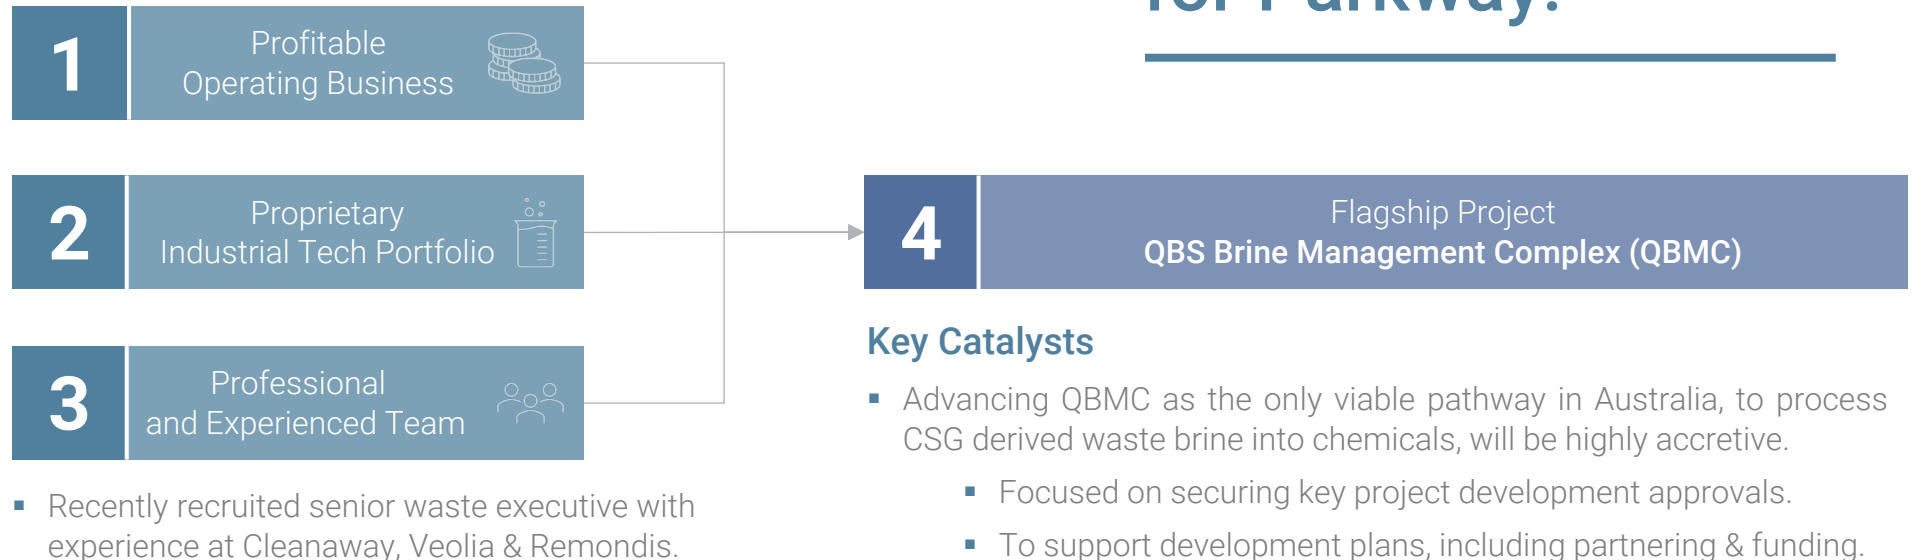 for Parkway?
1
Profitable
Operating Business
2
Proprietary
Industrial Tech Portfolio
3
Professional
and Experienced Team
Recently recruited senior waste executive with
experience at Cleanaway, Veolia & Remondis.
4
Flagship Project
QBS Brine Management Complex (QBMC)
Key Catalysts
Advancing QBMC as the only viable pathway in Australia, to process
CSG derived waste brine into chemicals, will be highly accretive.
Focused on securing key project development approvals.
To support development plans, including partnering & funding.